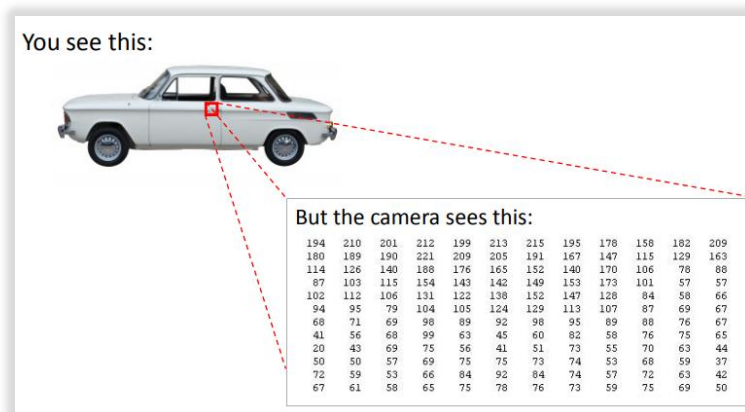 You see this:
But the camera sees this:
194 210 201 212 199 213 215 195 178 158 182 209
180 189 190 221 209 205 191 167 147 115 129 163
114 126 140 188 176 165 152 140 170 106 78 88
87 103 115 154 143 142 149 153 173 101 57 57
102 112 106 131 122 138 152 147 128 84 58 66
94 95 79 104 105 124 129 113 107 87 69 67
68 71 69 98 89 92 98 95 89 88 76 67
41 56 68 99 63 45 60 82 58 76 75 65
20 43 69 75 56 41 51 73 55 70 63 44
50 50 57 69 75 75 73 74 53 68 59 37
72 59 53 66 84 92 84 74 57 72 63 42
67 61 58 65 75 78 76 73 59 75 69 50